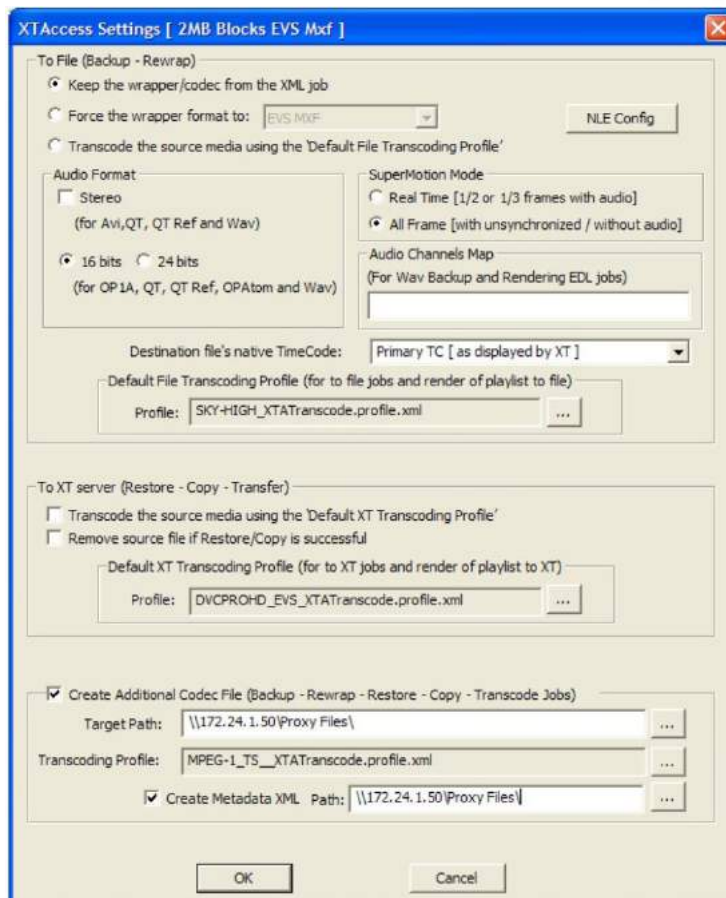 XTAccess Settings [ 2MB Blocks EVS Mxf ]
To File (Backup - Rewrap)
Keep the wrapper/codec from the XML job
Force the wrapper format to: EVS MXF NLE Config
Transcode the source media using the 'Default File Transcoding Profile'
Audio Format
Stereo
(for Avi,QT, QT Ref and Wav)
16 bits 24 bits
(for OP1A, QT, QT Ref, OPAtom and Wav)
SuperMotion Mode
Real Time [1/2 or 1/3 frames with audio]
All Frame [with unsynchronized / without audio]
Audio Channels Map
(For Wav Backup and Rendering EDL jobs)
Destination file's native TimeCode: Primary TC [ as displayed by XT ]
Default File Transcoding Profile (for to file jobs and render of playlist to file)
Profile: SKY-HIGH_XTATranscode.profile.xml ...
To XT server (Restore - Copy - Transfer)
Transcode the source media using the 'Default XT Transcoding Profile'
Remove source file if Restore/Copy is successful
Default XT Transcoding Profile (for to XT jobs and render of playlist to XT)
Profile: DVCPROHD_EVS_XTATranscode.profile.xml ...
Create Additional Codec File (Backup - Rewrap - Restore - Copy - Transcode Jobs)
Target Path: \\172.24.1.50\Proxy Files\ ...
Transcoding Profile: MPEG-1_TS__XTATranscode.profile.xml ...
Create Metadata XML Path: \\172.24.1.50\Proxy Files\ ...
OK Cancel